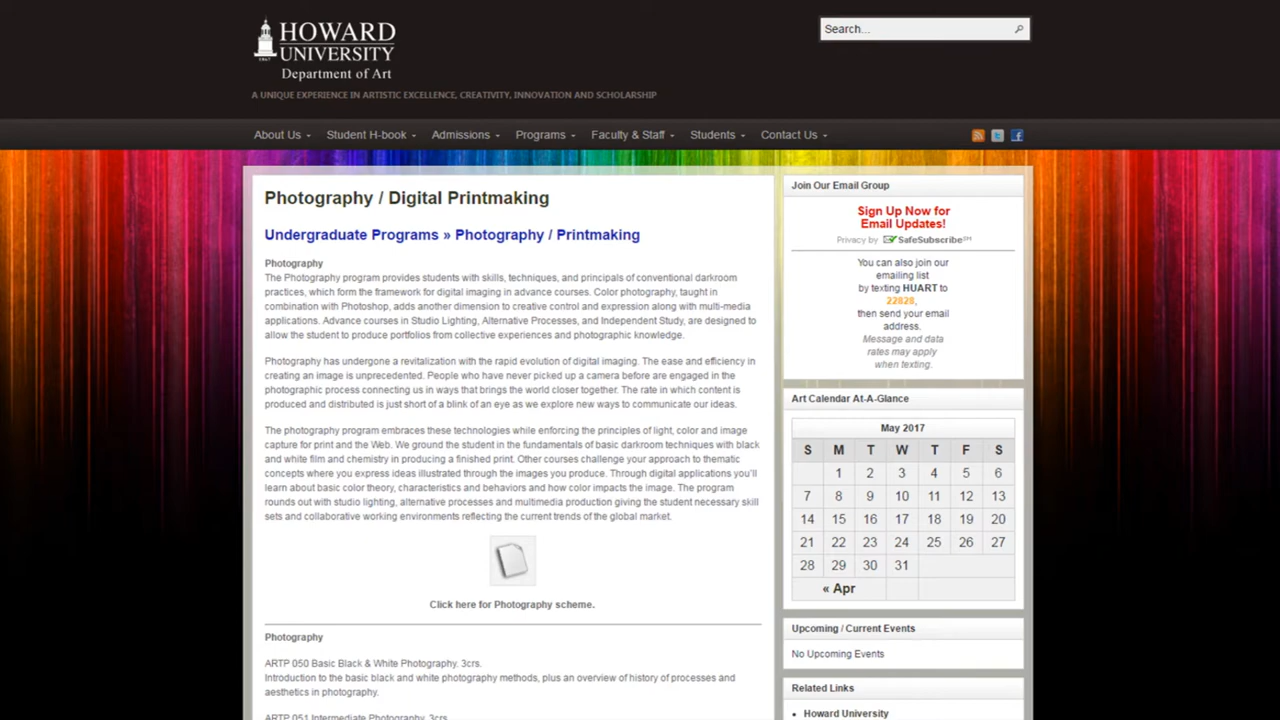 HOWARD
UNIVERSITY
1867
Department of Art
A UNIQUE EXPERIENCE IN ARTISTIC EXCELLENCE, CREATIVITY, INNOVATION AND SCHOLARSHIP
Search...
About Us Student H-book Admissions Programs Faculty & Staff Students Contact Us
Photography / Digital Printmaking
Undergraduate Programs » Photography / Printmaking
Photography
The Photography program provides students with skills, techniques, and principals of conventional darkroom
practices, which form the framework for digital imaging in advance courses. Color photography, taught in
combination with Photoshop, adds another dimension to creative control and expression along with multi-media
applications. Advance courses in Studio Lighting, Alternative Processes, and Independent Study, are designed to
allow the student to produce portfolios from collective experiences and photographic knowledge.
Photography has undergone a revitalization with the rapid evolution of digital imaging. The ease and efficiency in
creating an image is unprecedented. People who have never picked up a camera before are engaged in the
photographic process connecting us in ways that brings the world closer together. The rate in which content is
produced and distributed is just short of a blink of an eye as we explore new ways to communicate our ideas.
The photography program embraces these technologies while enforcing the principles of light, color and image
capture for print and the Web. We ground the student in the fundamentals of basic darkroom techniques with black
and white film and chemistry in producing a finished print. Other courses challenge your approach to thematic
concepts where you express ideas illustrated through the images you produce. Through digital applications you'll
learn about basic color theory, characteristics and behaviors and how color impacts the image. The program
rounds out with studio lighting, alternative processes and multimedia production giving the student necessary skill
sets and collaborative working environments reflecting the current trends of the global market.
Click here for Photography scheme.
Photography
ARTP 050 Basic Black & White Photography. 3crs.
Introduction to the basic black and white photography methods, plus an overview of history of processes and
aesthetics in photography.
ARTP 051 Intermediate Photography. 3crs.
Join Our Email Group
Sign Up Now for
Email Updates!
Privacy by SafeSubscribe SM
You can also join our
emailing list
by texting HUART to
22828,
then send your email
address.
Message and data
rates may apply
when texting.
Art Calendar At-A-Glance
May 2017
S M T W T F S
1 2 3 4 5 6
7 8 9 10 11 12 13
14 15 16 17 18 19 20
21 22 23 24 25 26 27
28 29 30 31
« Apr
Upcoming / Current Events
No Upcoming Events
Related Links
Howard University